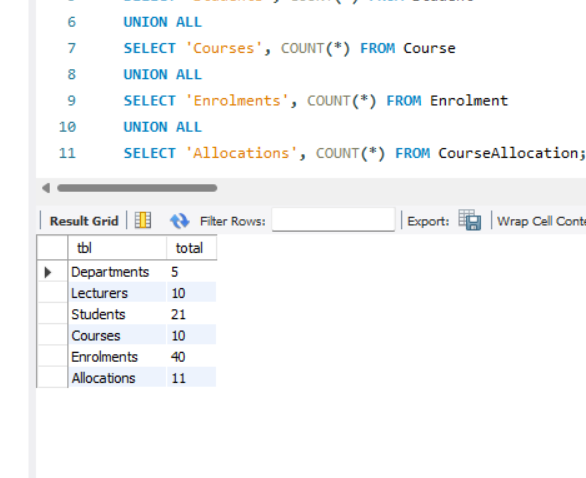 6 UNION ALL
7 SELECT 'Courses', COUNT(*) FROM Course
8 UNION ALL
9 SELECT 'Enrolments', COUNT(*) FROM Enrolment
10 UNION ALL
11 SELECT 'Allocations', COUNT(*) FROM CourseAllocation;
Result Grid Filter Rows: Export: Wrap Cell Conte
tbl total
Departments 5
Lecturers 10
Students 21
Courses 10
Enrolments 40
Allocations 11